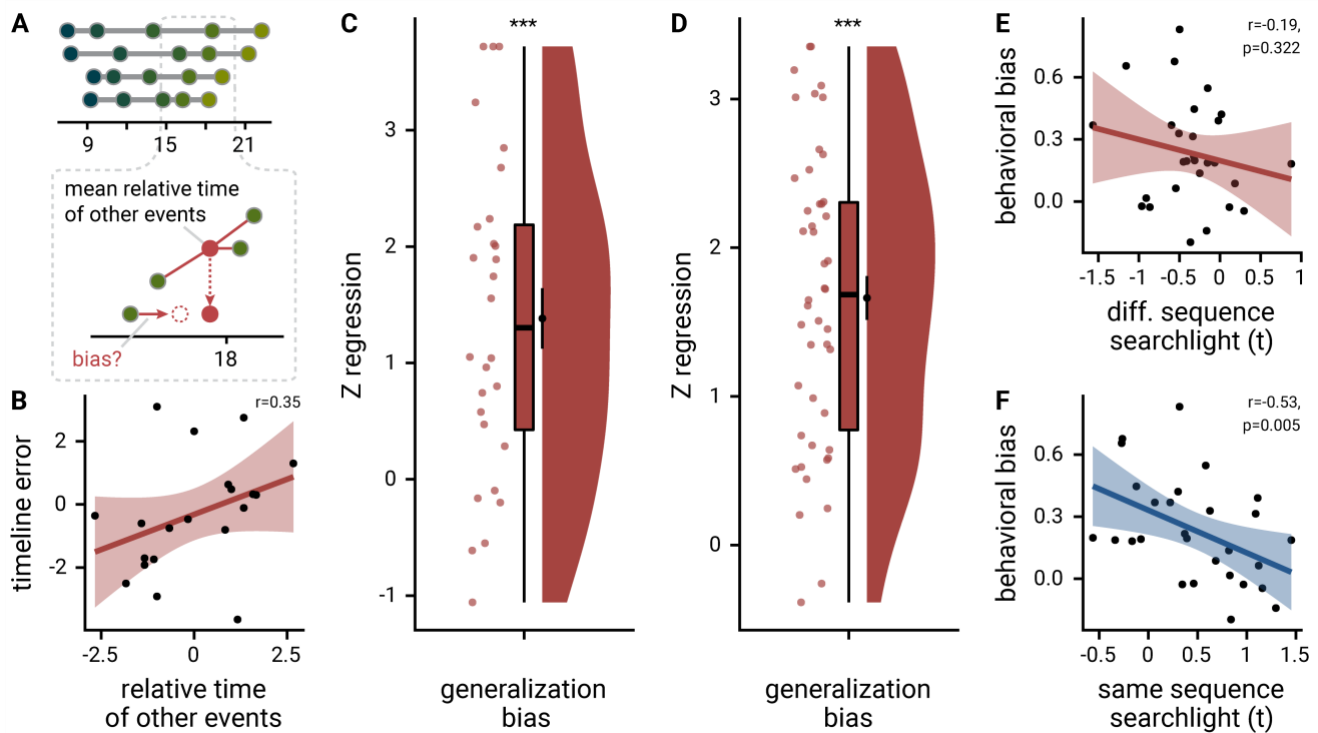 A
9
15
21
mean relative time
of other events
bias?
18
B
r=0.35
timeline error
2
0
-2
-2.5
0
2.5
relative time
of other events
C
***
Z regression
3
2
1
0
-1
generalization
bias
D
***
Z regression
3
2
1
0
generalization
bias
E
r=-0.19,
p=0.322
behavioral bias
0.6
0.3
0.0
-1.5
-1
-0.5
0
0.5
1
diff. sequence
searchlight (t)
F
r=-0.53,
p=0.005
behavioral bias
0.6
0.3
0.0
-0.5
0
0.5
1
1.5
same sequence
searchlight (t)